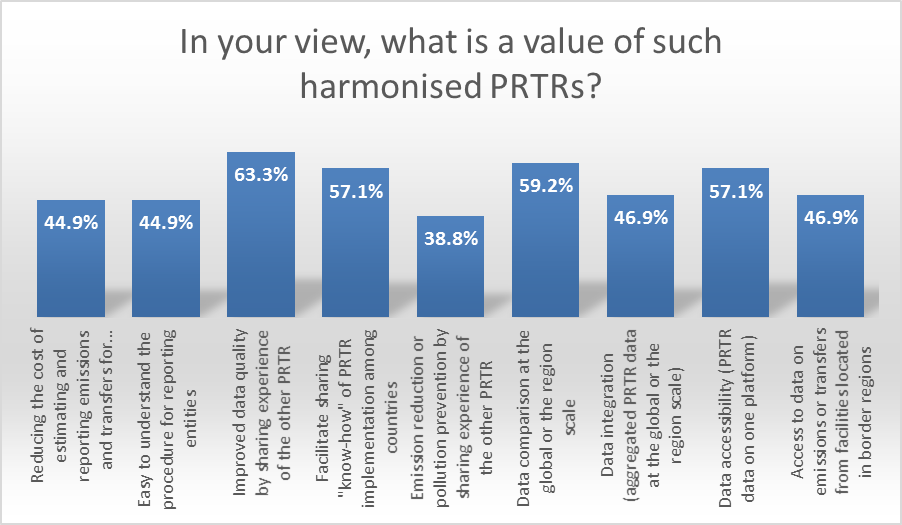 In your view, what is a value of such
harmonised PRTRs?
44.9%
44.9%
63.3%
57.1%
38.8%
59.2%
46.9%
57.1%
46.9%
Reducing the cost of
estimating and
reporting emissions
and transfers for...
Easy to understand the
procedure for reporting
entities
Improved data quality
by sharing experience
of the other PRTR
Facilitate sharing
"know-how" of PRTR
implementation among
countries
Emission reduction or
pollution prevention by
sharing experience of
the other PRTR
Data comparison at the
global or the region
scale
Data integration
(aggregated PRTR data
at the global or the
region scale)
Data accessibility (PRTR
data on one platform)
Access to data on
emissions or transfers
from facilities located
in border regions